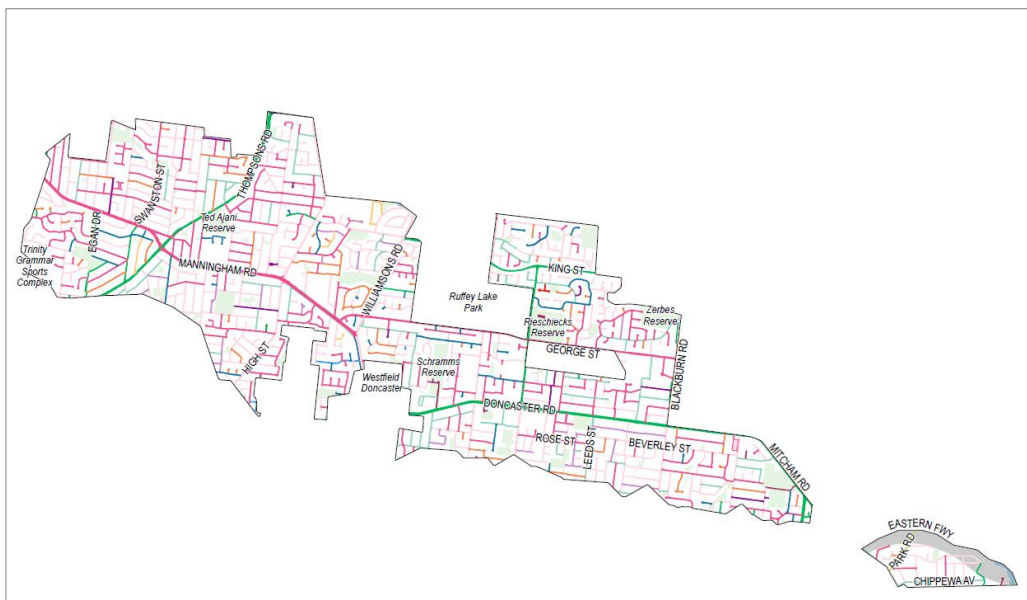 THOMPSONS RD
SWANSTON ST
EGAN DR
Ted Ajani
Reserve
Trinity
Grammar
Sports
Complex
MANNINGHAM RD
WILLIAMSONS RD
KING ST
Ruffey Lake
Park
Zerbes
Reserve
Rieschiecks
Reserve
GEORGE ST
BLACKBURN RD
HIGH ST
Schramms
Reserve
Westfield
Doncaster
DONCASTER RD
ROSE ST
LEEDS ST
BEVERLEY ST
MITCHAM RD
EASTERN FWY
PARK RD
CHIPPEWA AV